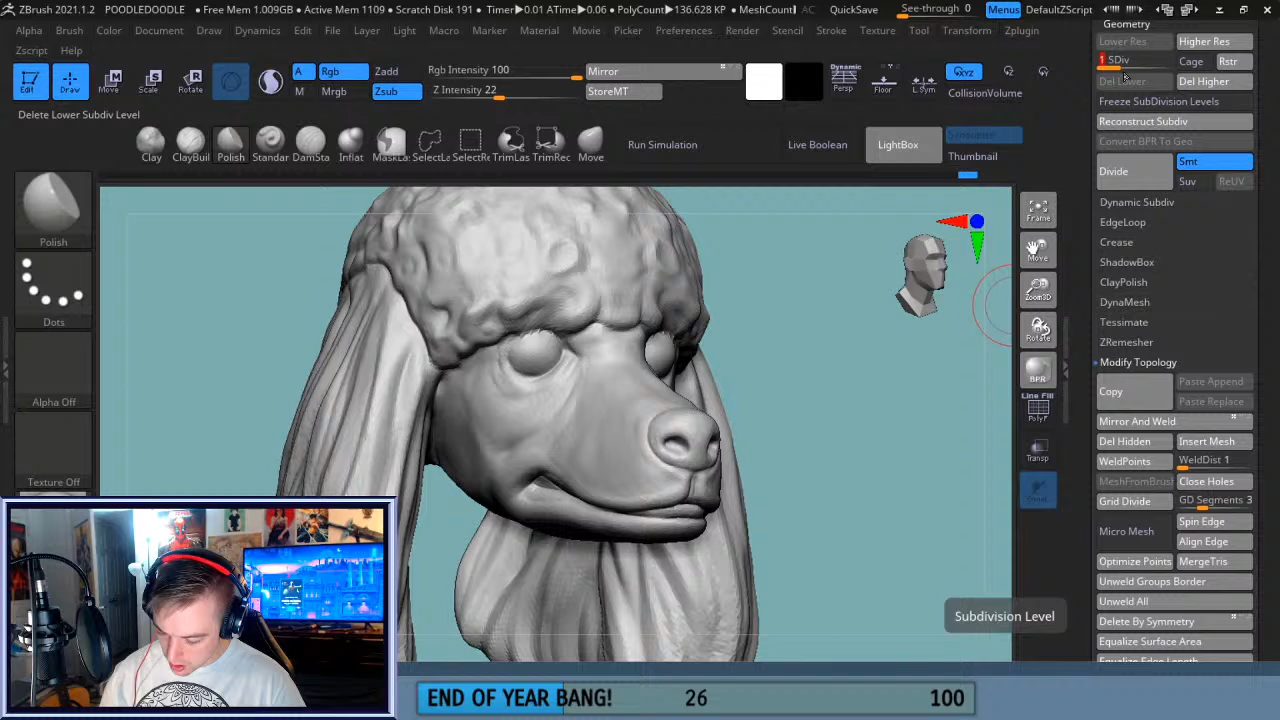 ZBrush 2021.1.2 POODLEDOODLE • Free Mem 1.009GB • Active Mem 1109 • Scratch Disk 191 • Timer▶0.01 ATime▶0.06 • PolyCount▶136.628 KP • MeshCount▶ AC QuickSave See-through 0 Menus DefaultZScript
Alpha Brush Color Document Draw Dynamics Edit File Layer Light Macro Marker Material Movie Picker Preferences Render Stencil Stroke Texture Tool Transform Zplugin
Zscript Help
Edit Draw Move Scale Rotate
A Rgb Zadd
M Mrgb Zsub
Rgb Intensity 100
Z Intensity 22
Mirror
StoreMT
Dynamic
Persp Floor L.Sym
XYZ
CollisionVolume
Delete Lower Subdiv Level
Clay ClayBuil Polish Standar DamSta Inflat MaskLa SelectLa SelectRe TrimLas TrimRec Move
Run Simulation Live Boolean LightBox
Thumbnail
Polish
Dots
Alpha Off
Texture Off
Frame
Move
Zoom3D
Rotate
BPR
Line Fill
PolyF
Transp
Geometry
Lower Res Higher Res
1 SDiv Cage Rstr
Del Lower Del Higher
Freeze SubDivision Levels
Reconstruct Subdiv
Convert BPR To Geo
Divide Smt
Suv ReUV
Dynamic Subdiv
EdgeLoop
Crease
ShadowBox
ClayPolish
DynaMesh
Tessimate
ZRemesher
Modify Topology
Copy Paste Append
Paste Replace
Mirror And Weld
Del Hidden Insert Mesh
WeldPoints WeldDist 1
MeshFromBrush Close Holes
Grid Divide GD Segments 3
Micro Mesh Spin Edge
Align Edge
Optimize Points MergeTris
Unweld Groups Border
Unweld All
Delete By Symmetry
Equalize Surface Area
Subdivision Level
END OF YEAR BANG! 26 100